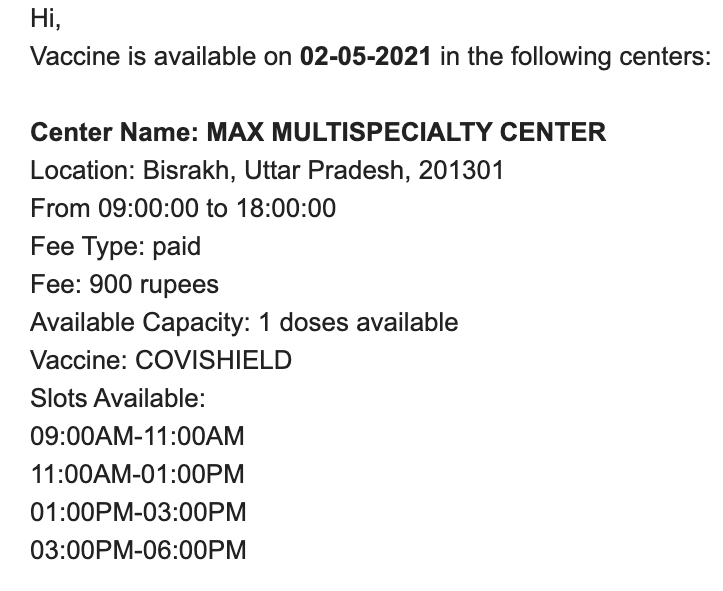 Hi,
Vaccine is available on 02-05-2021 in the following centers:
Center Name: MAX MULTISPECIALTY CENTER
Location: Bisrakh, Uttar Pradesh, 201301
From 09:00:00 to 18:00:00
Fee Type: paid
Fee: 900 rupees
Available Capacity: 1 doses available
Vaccine: COVISHIELD
Slots Available:
09:00AM-11:00AM
11:00AM-01:00PM
01:00PM-03:00PM
03:00PM-06:00PM